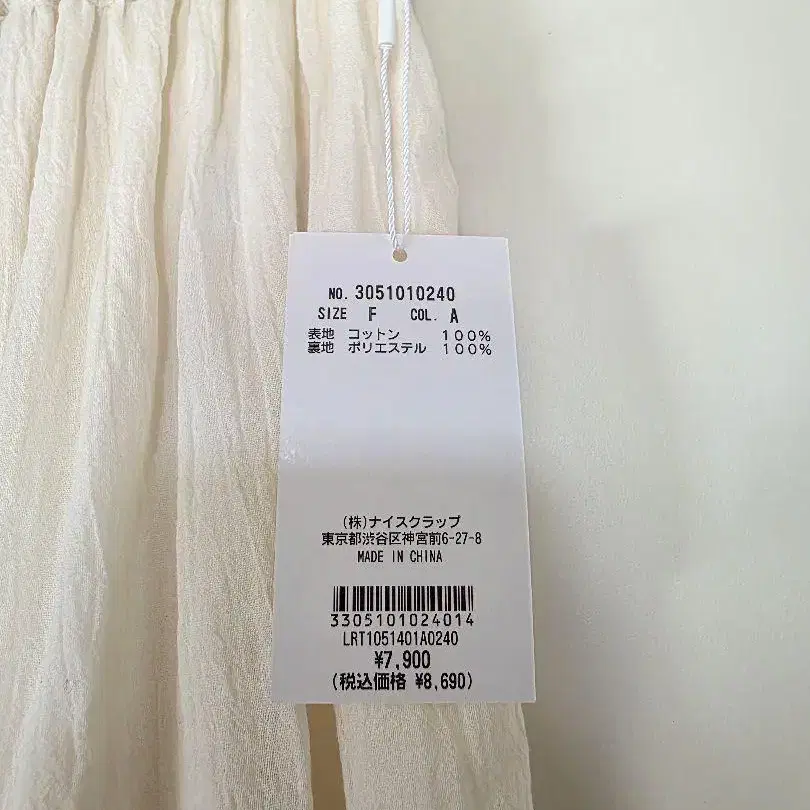 NO. 3051010240
SIZE F COL. A
表地 コットン 100%
裏地 ポリエステル 100%
(株)ナイスクラップ
東京都渋谷区神宮前6-27-8
MADE IN CHINA
3305101024014
LRT1051401A0240
¥7,900
(税込価格 ¥8,690)